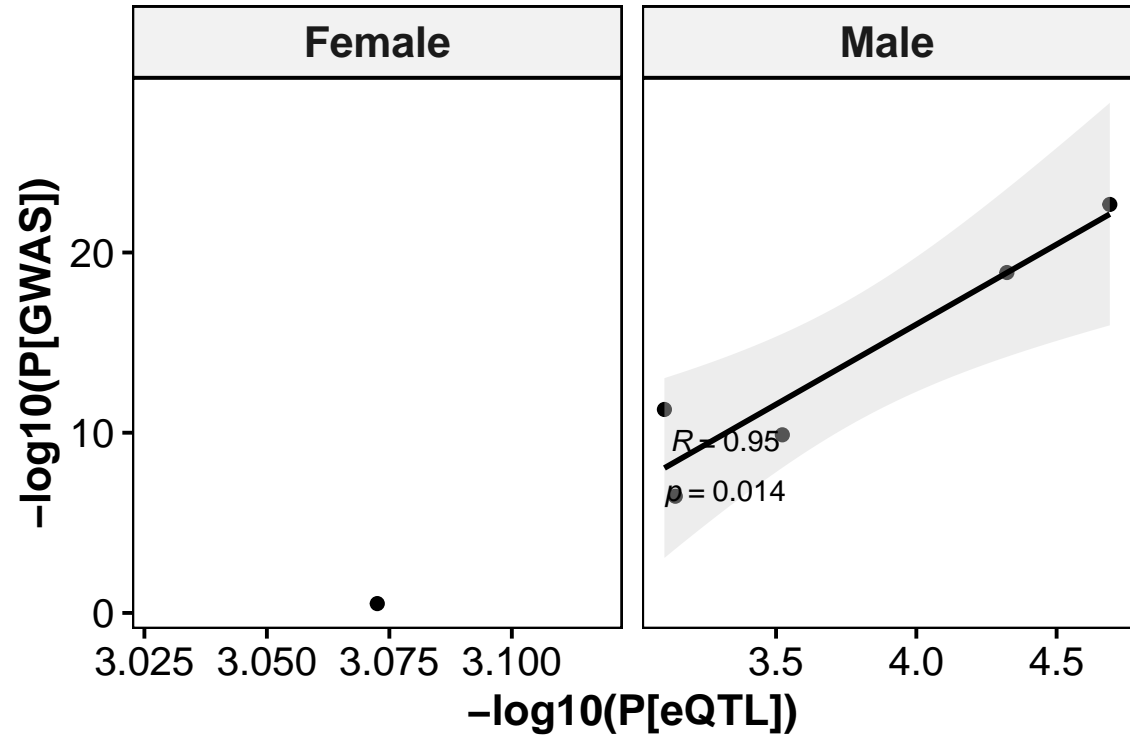 Female
Male
−log10(P[GWAS])
20
10
0
R = 0.95
p = 0.014
3.025 3.050 3.075 3.100
3.5 4.0 4.5
−log10(P[eQTL])